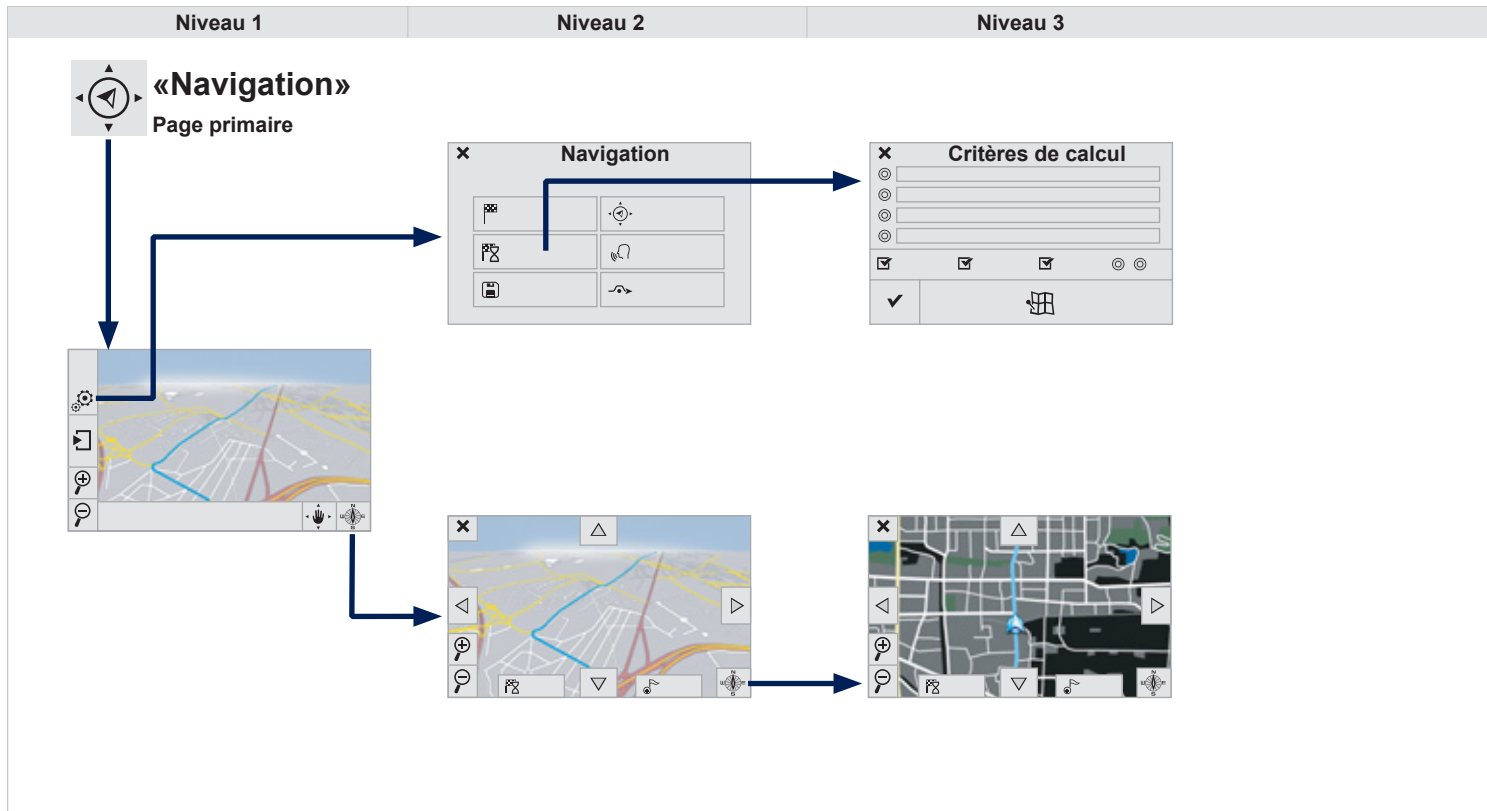 Niveau 1
Niveau 2
Niveau 3
«Navigation»
Page primaire
Navigation
Critères de calcul